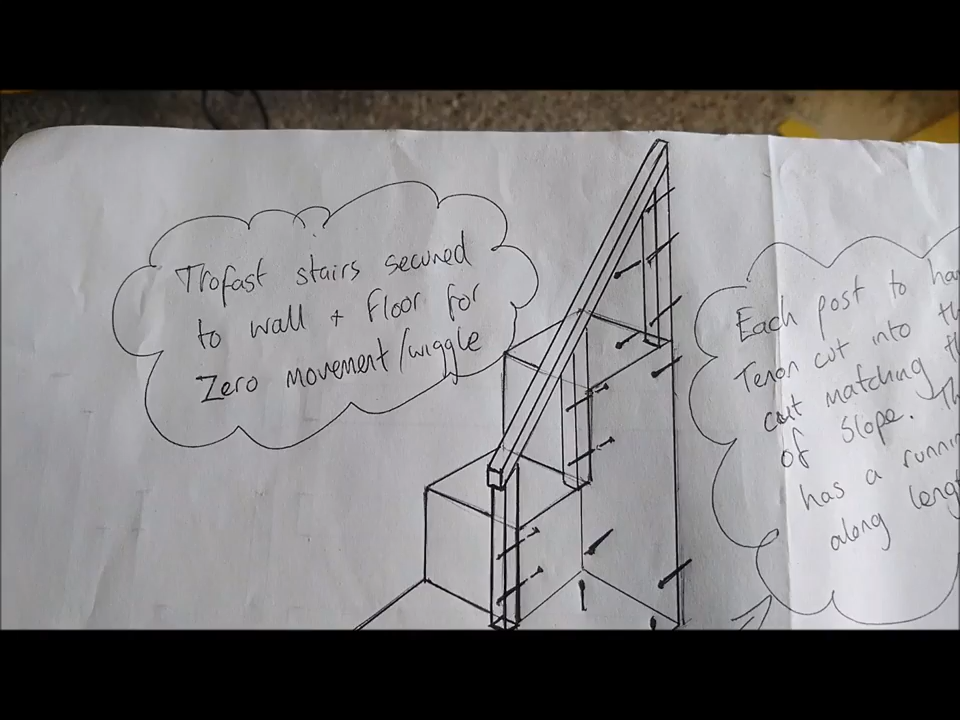 Trofast stairs secured
to wall + Floor for
Zero movement/wiggle
Each post to
Tenon cut into
cut matching
of slope.
has a
along